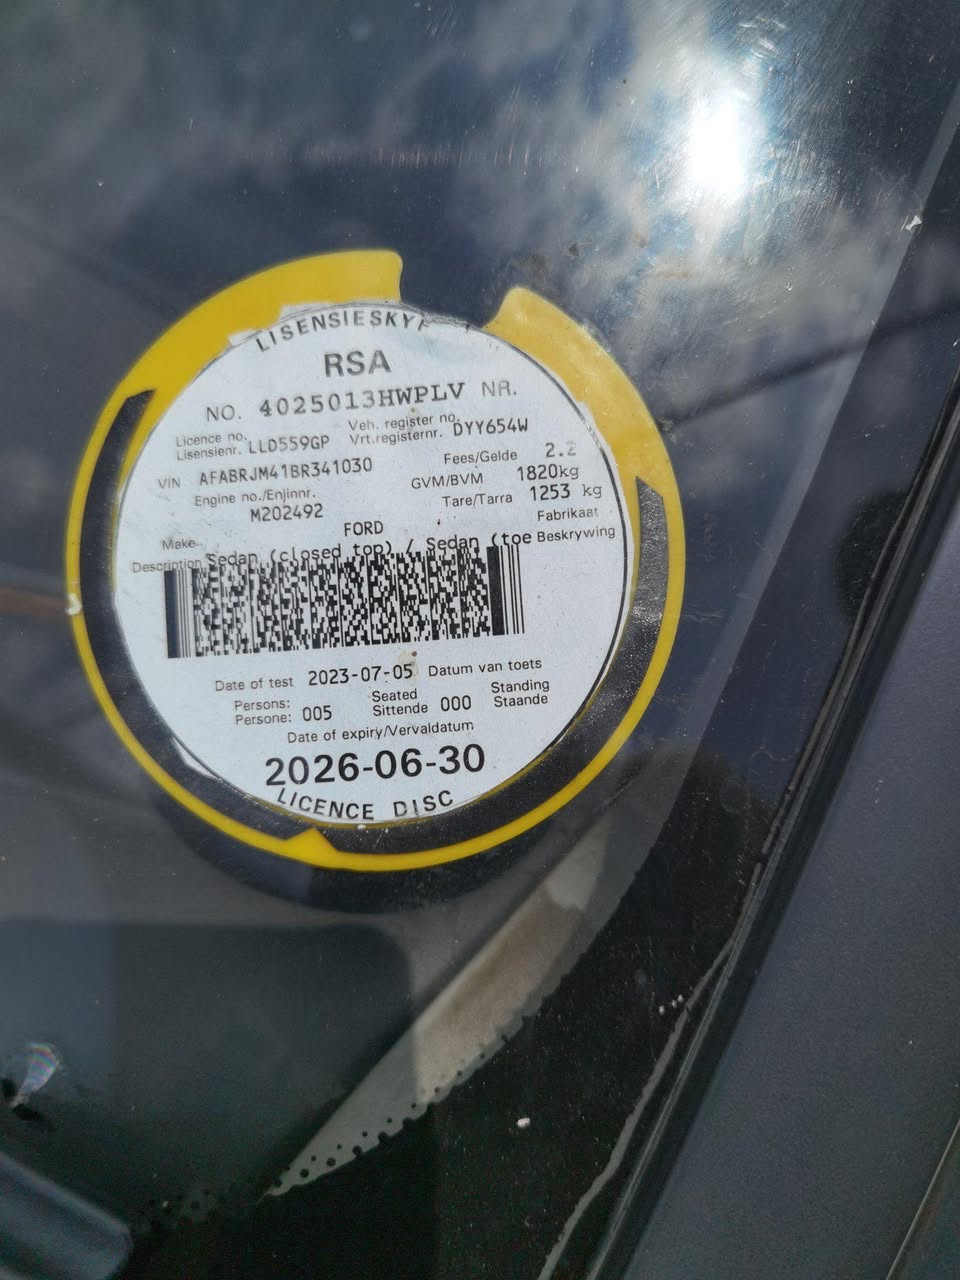 LISENSIESKYF
RSA
NO. 4025013HWPLV NR.
Licence no. Lisensienr. LLD559GP Veh. register no. Vrt.registernr. DYY654W
VIN AFABRJM41BR341030 Fees/Gelde 2.2
Engine no./Enjinnr. M202492 GVM/BVM 1820kg
Tare/Tarra 1253 kg
Make FORD Fabrikaat
Description Sedan (closed top) / Sedan (toe Beskrywing
Date of test 2023-07-05 Datum van toets
Persons: Persone: 005 Seated Sittende 000 Standing Staande
Date of expiry/Vervaldatum
2026-06-30
LICENCE DISC